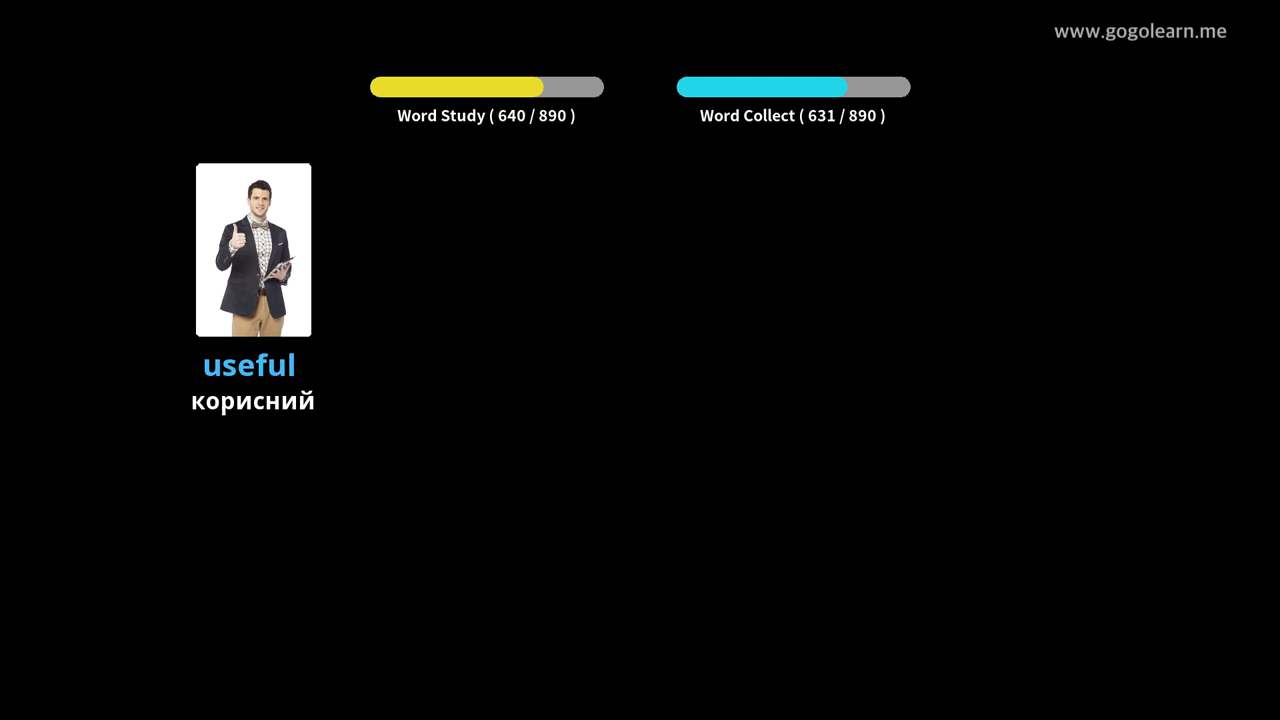 www.gogolearn.me
Word Study ( 640 / 890 )
Word Collect ( 631 / 890 )
useful
корисний